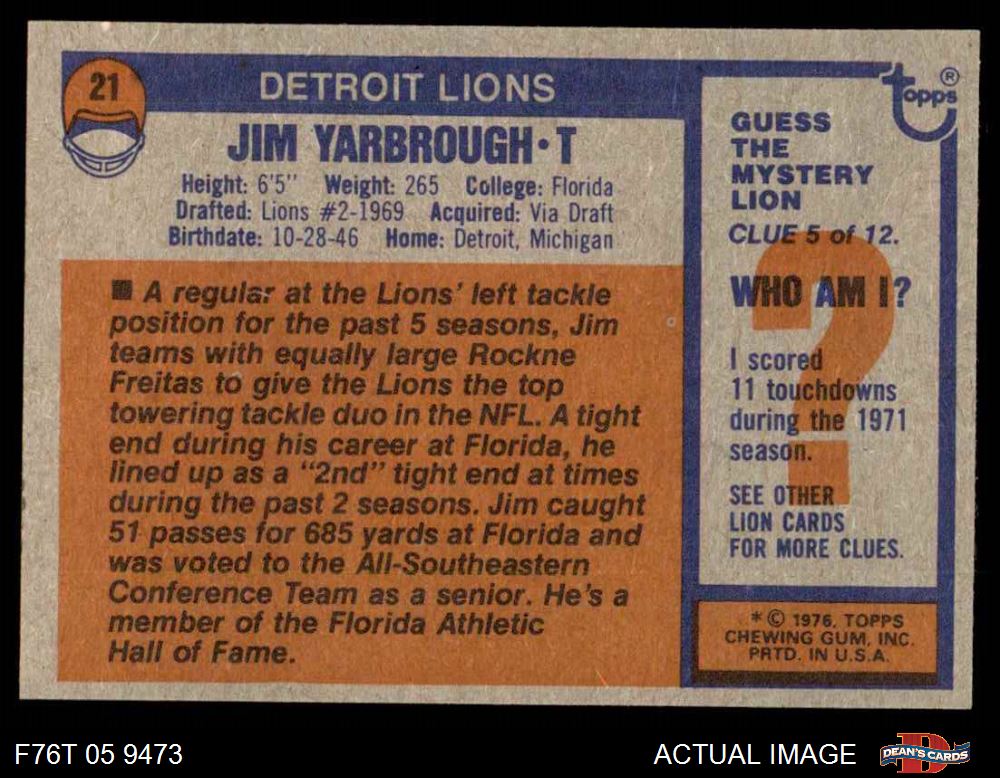 21
DETROIT LIONS
JIM YARBROUGH • T
Height: 6'5" Weight: 265 College: Florida
Drafted: Lions #2-1969 Acquired: Via Draft
Birthdate: 10-28-46 Home: Detroit, Michigan
■ A regular at the Lions' left tackle
position for the past 5 seasons, Jim
teams with equally large Rockne
Freitas to give the Lions the top
towering tackle duo in the NFL. A tight
end during his career at Florida, he
lined up as a "2nd" tight end at times
during the past 2 seasons. Jim caught
51 passes for 685 yards at Florida and
was voted to the All-Southeastern
Conference Team as a senior. He's a
member of the Florida Athletic
Hall of Fame.
topps ®
GUESS
THE
MYSTERY
LION
CLUE 5 of 12.
WHO AM I?
I scored
11 touchdowns
during the 1971
season.
SEE OTHER
LION CARDS
FOR MORE CLUES.
* © 1976. TOPPS
CHEWING GUM, INC.
PRTD. IN U.S.A.
F76T 05 9473
ACTUAL IMAGE
DEAN'S CARDS